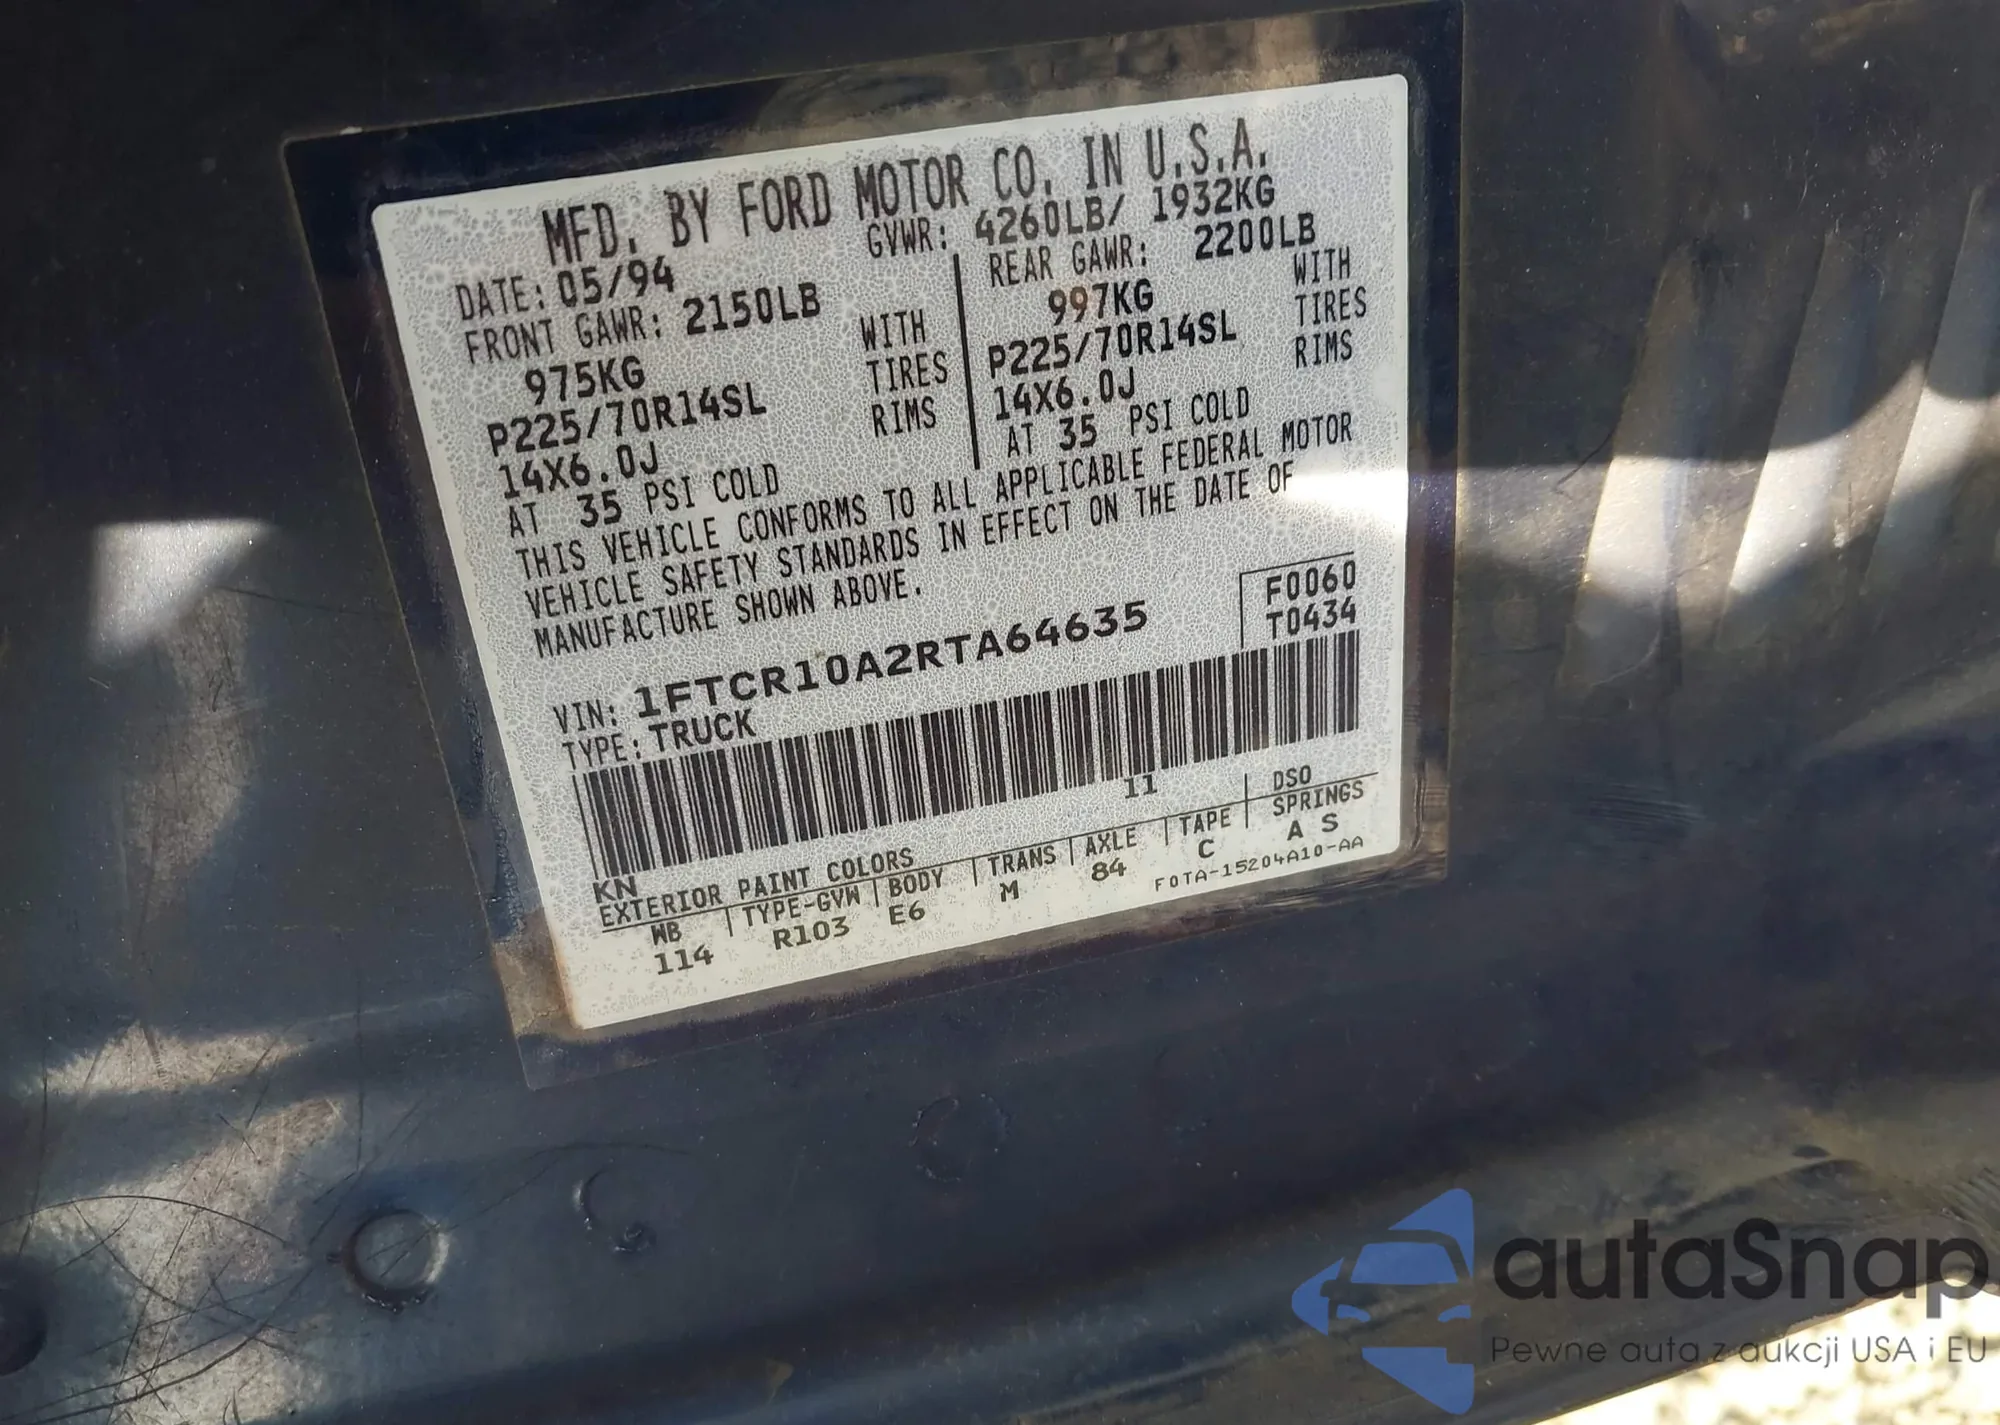 MFD. BY FORD MOTOR CO. IN U.S.A.
DATE: 05/94
GVWR: 4260LB/ 1932KG
FRONT GAWR: 2150LB
975KG
WITH
P225/70R14SL
TIRES
14X6.0J
RIMS
AT 35 PSI COLD
REAR GAWR: 2200LB
997KG
WITH
P225/70R14SL
TIRES
14X6.0J
RIMS
AT 35 PSI COLD
THIS VEHICLE CONFORMS TO ALL APPLICABLE FEDERAL MOTOR
VEHICLE SAFETY STANDARDS IN EFFECT ON THE DATE OF
MANUFACTURE SHOWN ABOVE.
F0060
T0434
VIN: 1FTCR10A2RTA64635
TYPE: TRUCK
11
KN
EXTERIOR PAINT COLORS
DSO
WB | TYPE-GVW | BODY | TRANS | AXLE | TAPE | SPRINGS
114 R103 E6 M 84 C A S
F0TA-15204A10-AA
autaSnap
Pewne auta z aukcji USA i EU